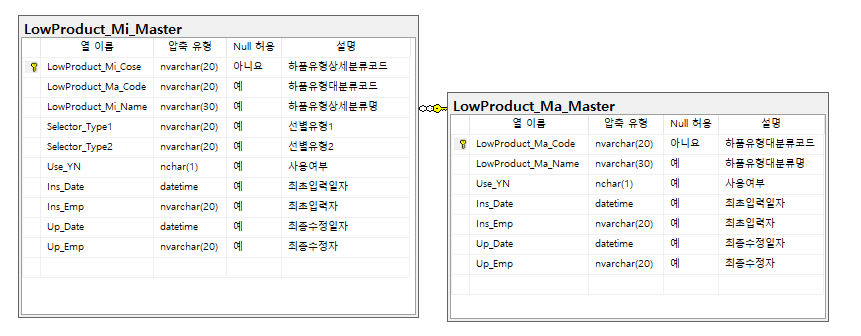 LowProduct_Mi_Master
열 이름 압축 유형 Null 허용 설명
LowProduct_Mi_Cose nvarchar(20) 아니요 하품유형상세분류코드
LowProduct_Ma_Code nvarchar(20) 예 하품유형대분류코드
LowProduct_Mi_Name nvarchar(30) 예 하품유형상세분류명
Selector_Type1 nvarchar(20) 예 선별유형1
Selector_Type2 nvarchar(20) 예 선별유형2
Use_YN nchar(1) 예 사용여부
Ins_Date datetime 예 최초입력일자
Ins_Emp nvarchar(20) 예 최초입력자
Up_Date datetime 예 최종수정일자
Up_Emp nvarchar(20) 예 최종수정자
LowProduct_Ma_Master
열 이름 압축 유형 Null 허용 설명
LowProduct_Ma_Code nvarchar(20) 아니요 하품유형대분류코드
LowProduct_Ma_Name nvarchar(30) 예 하품유형대분류명
Use_YN nchar(1) 예 사용여부
Ins_Date datetime 예 최초입력일자
Ins_Emp nvarchar(20) 예 최초입력자
Up_Date datetime 예 최종수정일자
Up_Emp nvarchar(20) 예 최종수정자